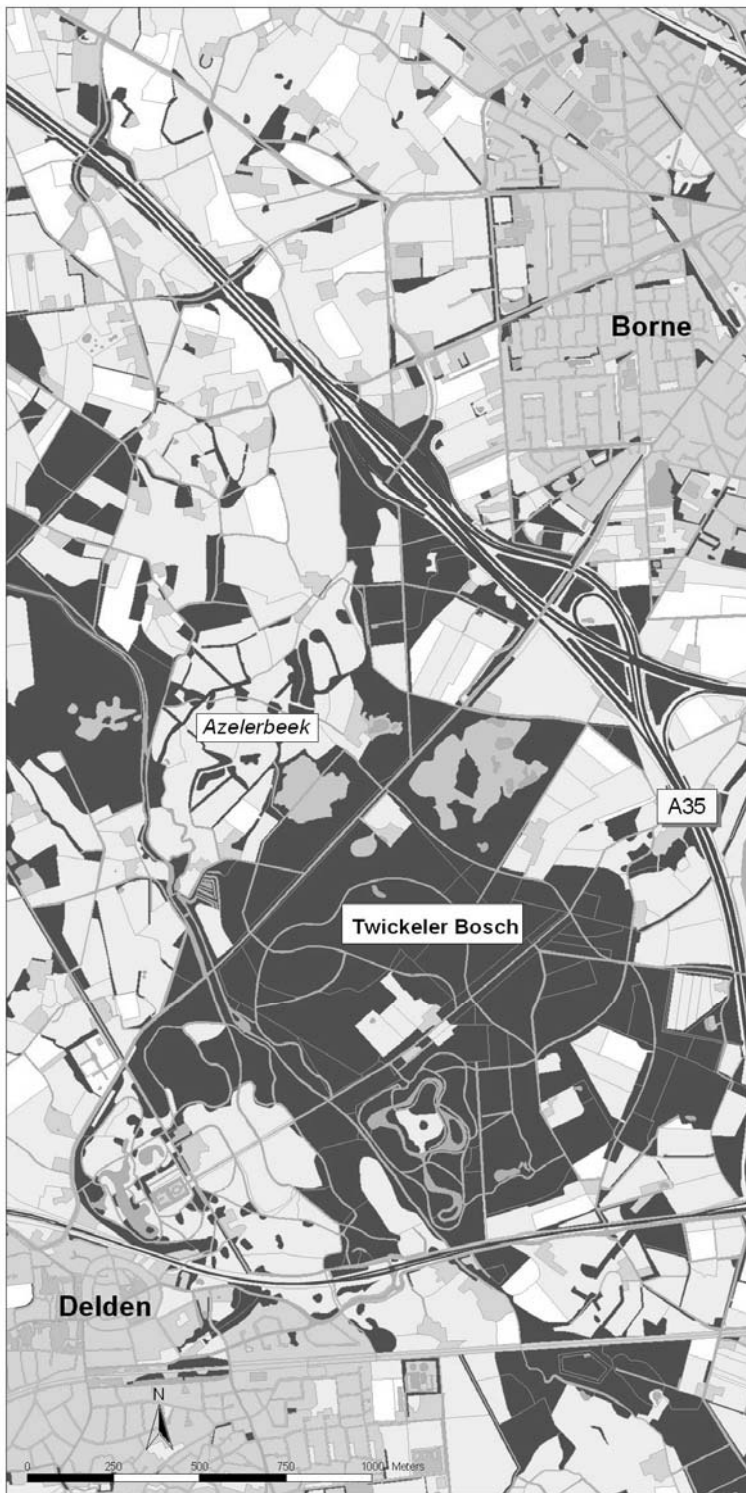 Borne
Azelerbeek
A35
Twickeler Bosch
Delden
N
0 250 500 750 1000 Meters